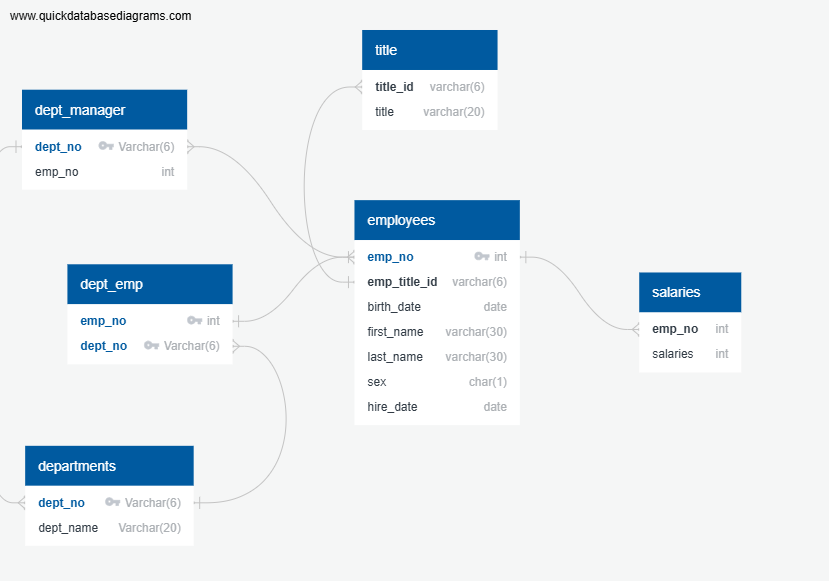 www.quickdatabasediagrams.com
title
title_id varchar(6)
title varchar(20)
dept_manager
dept_no Varchar(6)
emp_no int
employees
emp_no int
emp_title_id varchar(6)
birth_date date
first_name varchar(30)
last_name varchar(30)
sex char(1)
hire_date date
dept_emp
emp_no int
dept_no Varchar(6)
salaries
emp_no int
salaries int
departments
dept_no Varchar(6)
dept_name Varchar(20)